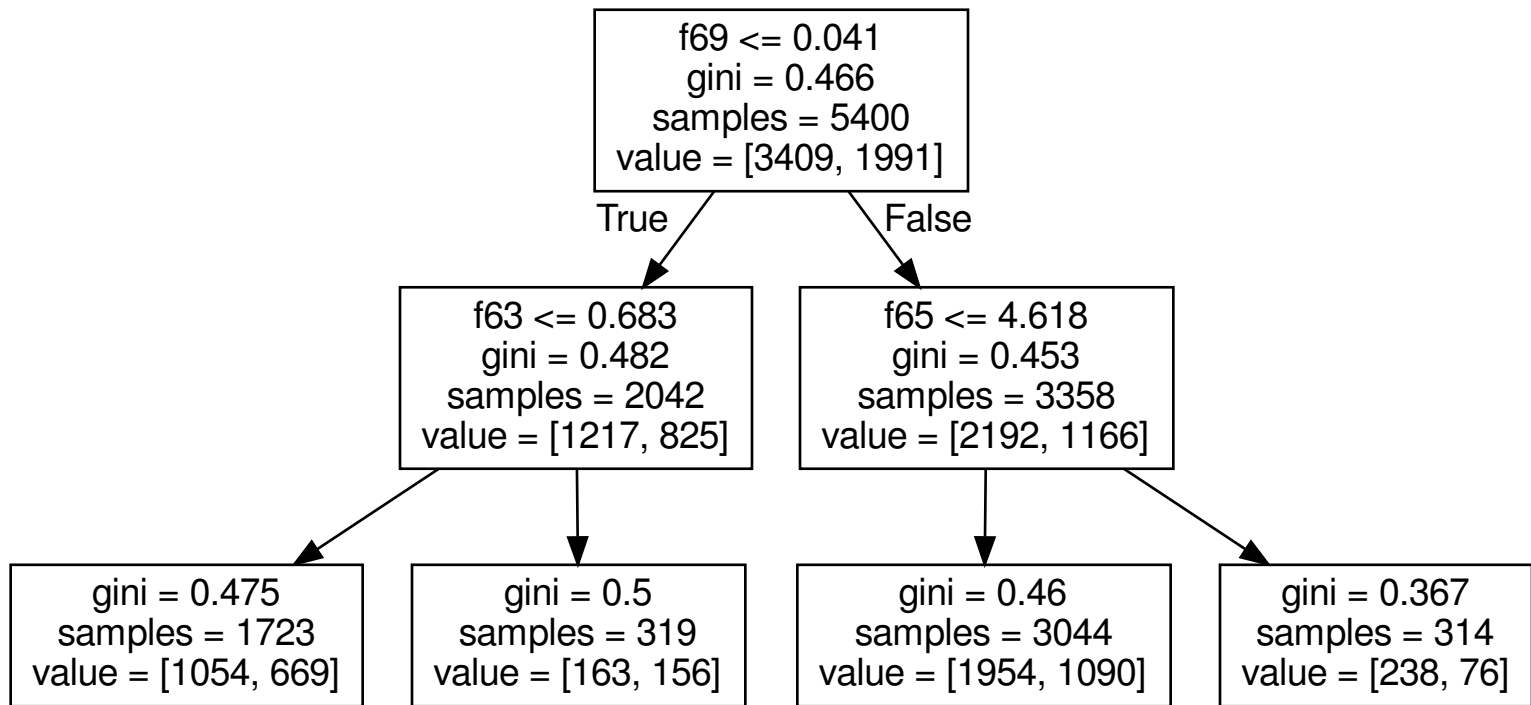 f69 <= 0.041
gini = 0.466
samples = 5400
value = [3409, 1991]
True
False
f63 <= 0.683
gini = 0.482
samples = 2042
value = [1217, 825]
f65 <= 4.618
gini = 0.453
samples = 3358
value = [2192, 1166]
gini = 0.475
samples = 1723
value = [1054, 669]
gini = 0.5
samples = 319
value = [163, 156]
gini = 0.46
samples = 3044
value = [1954, 1090]
gini = 0.367
samples = 314
value = [238, 76]